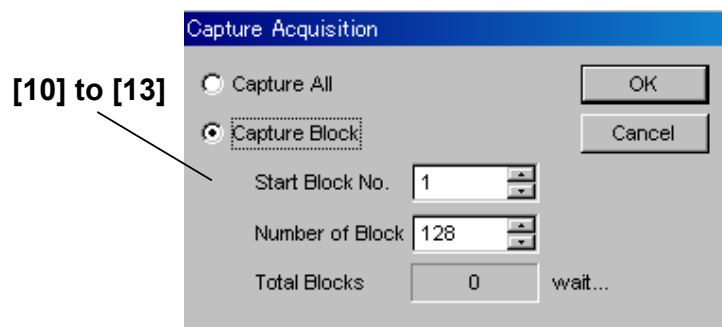 Capture Acquisition
[10] to [13]
Capture All
OK
Capture Block
Cancel
Start Block No. 1
Number of Block 128
Total Blocks 0 wait...